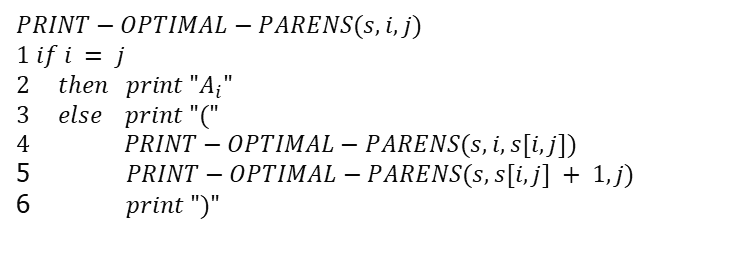 PRINT − OPTIMAL − PARENS(s, i, j)
1 if i = j
2 then print "Aᵢ"
3 else print "("
4 PRINT − OPTIMAL − PARENS(s, i, s[i, j])
5 PRINT − OPTIMAL − PARENS(s, s[i, j] + 1, j)
6 print ")"